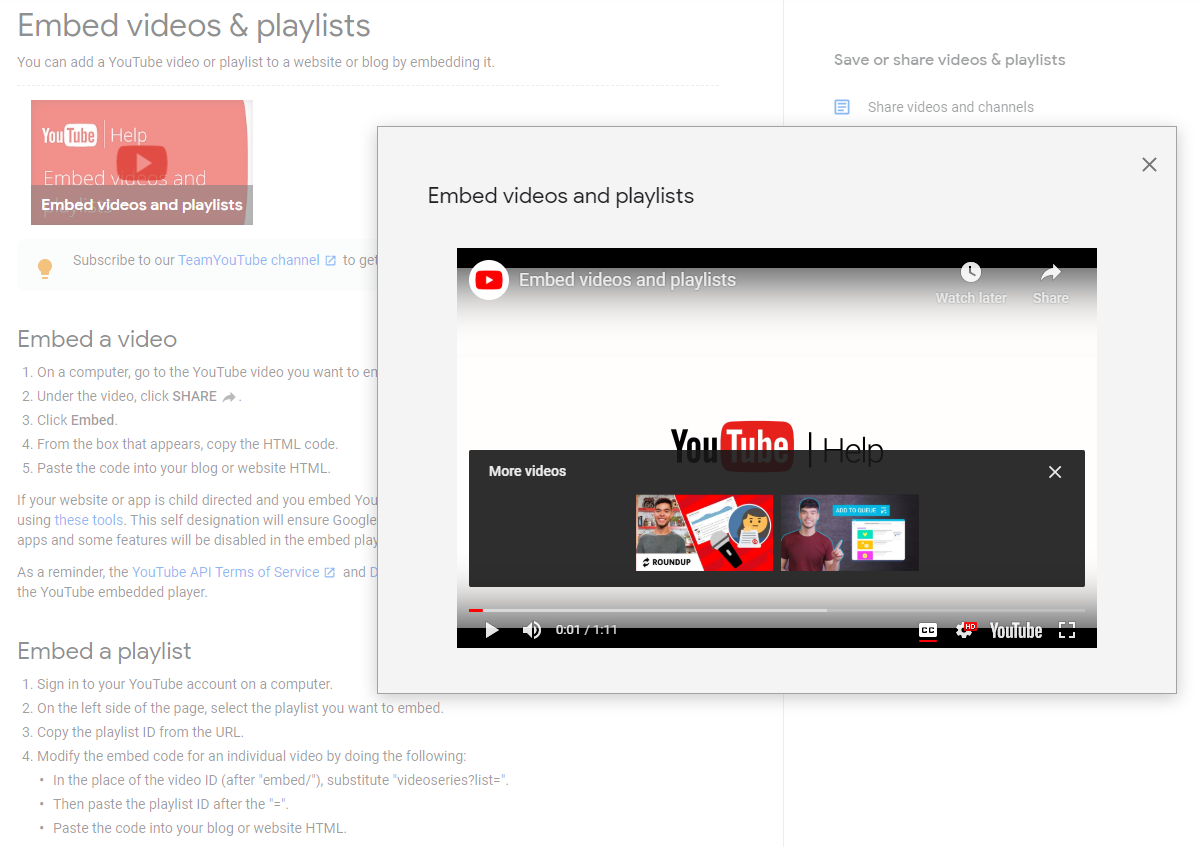 Embed videos & playlists
You can add a YouTube video or playlist to a website or blog by embedding it.
YouTube | Help
Embed videos and
Embed videos and playlists
Subscribe to our TeamYouTube channel to get
Embed a video
1. On a computer, go to the YouTube video you want to em
2. Under the video, click SHARE .
3. Click Embed.
4. From the box that appears, copy the HTML code.
5. Paste the code into your blog or website HTML.
If your website or app is child directed and you embed You
using these tools. This self designation will ensure Google
apps and some features will be disabled in the embed play
As a reminder, the YouTube API Terms of Service and D
the YouTube embedded player.
Embed a playlist
1. Sign in to your YouTube account on a computer.
2. On the left side of the page, select the playlist you want to embed.
3. Copy the playlist ID from the URL.
4. Modify the embed code for an individual video by doing the following:
• In the place of the video ID (after "embed/"), substitute "videoseries?list=".
• Then paste the playlist ID after the "=".
• Paste the code into your blog or website HTML.
Save or share videos & playlists
Share videos and channels
Embed videos and playlists
Embed videos and playlists
Watch later
Share
YouTube | Help
More videos
ROUNDUP
ADD TO QUEUE
0:01 / 1:11
CC
HD
YouTube